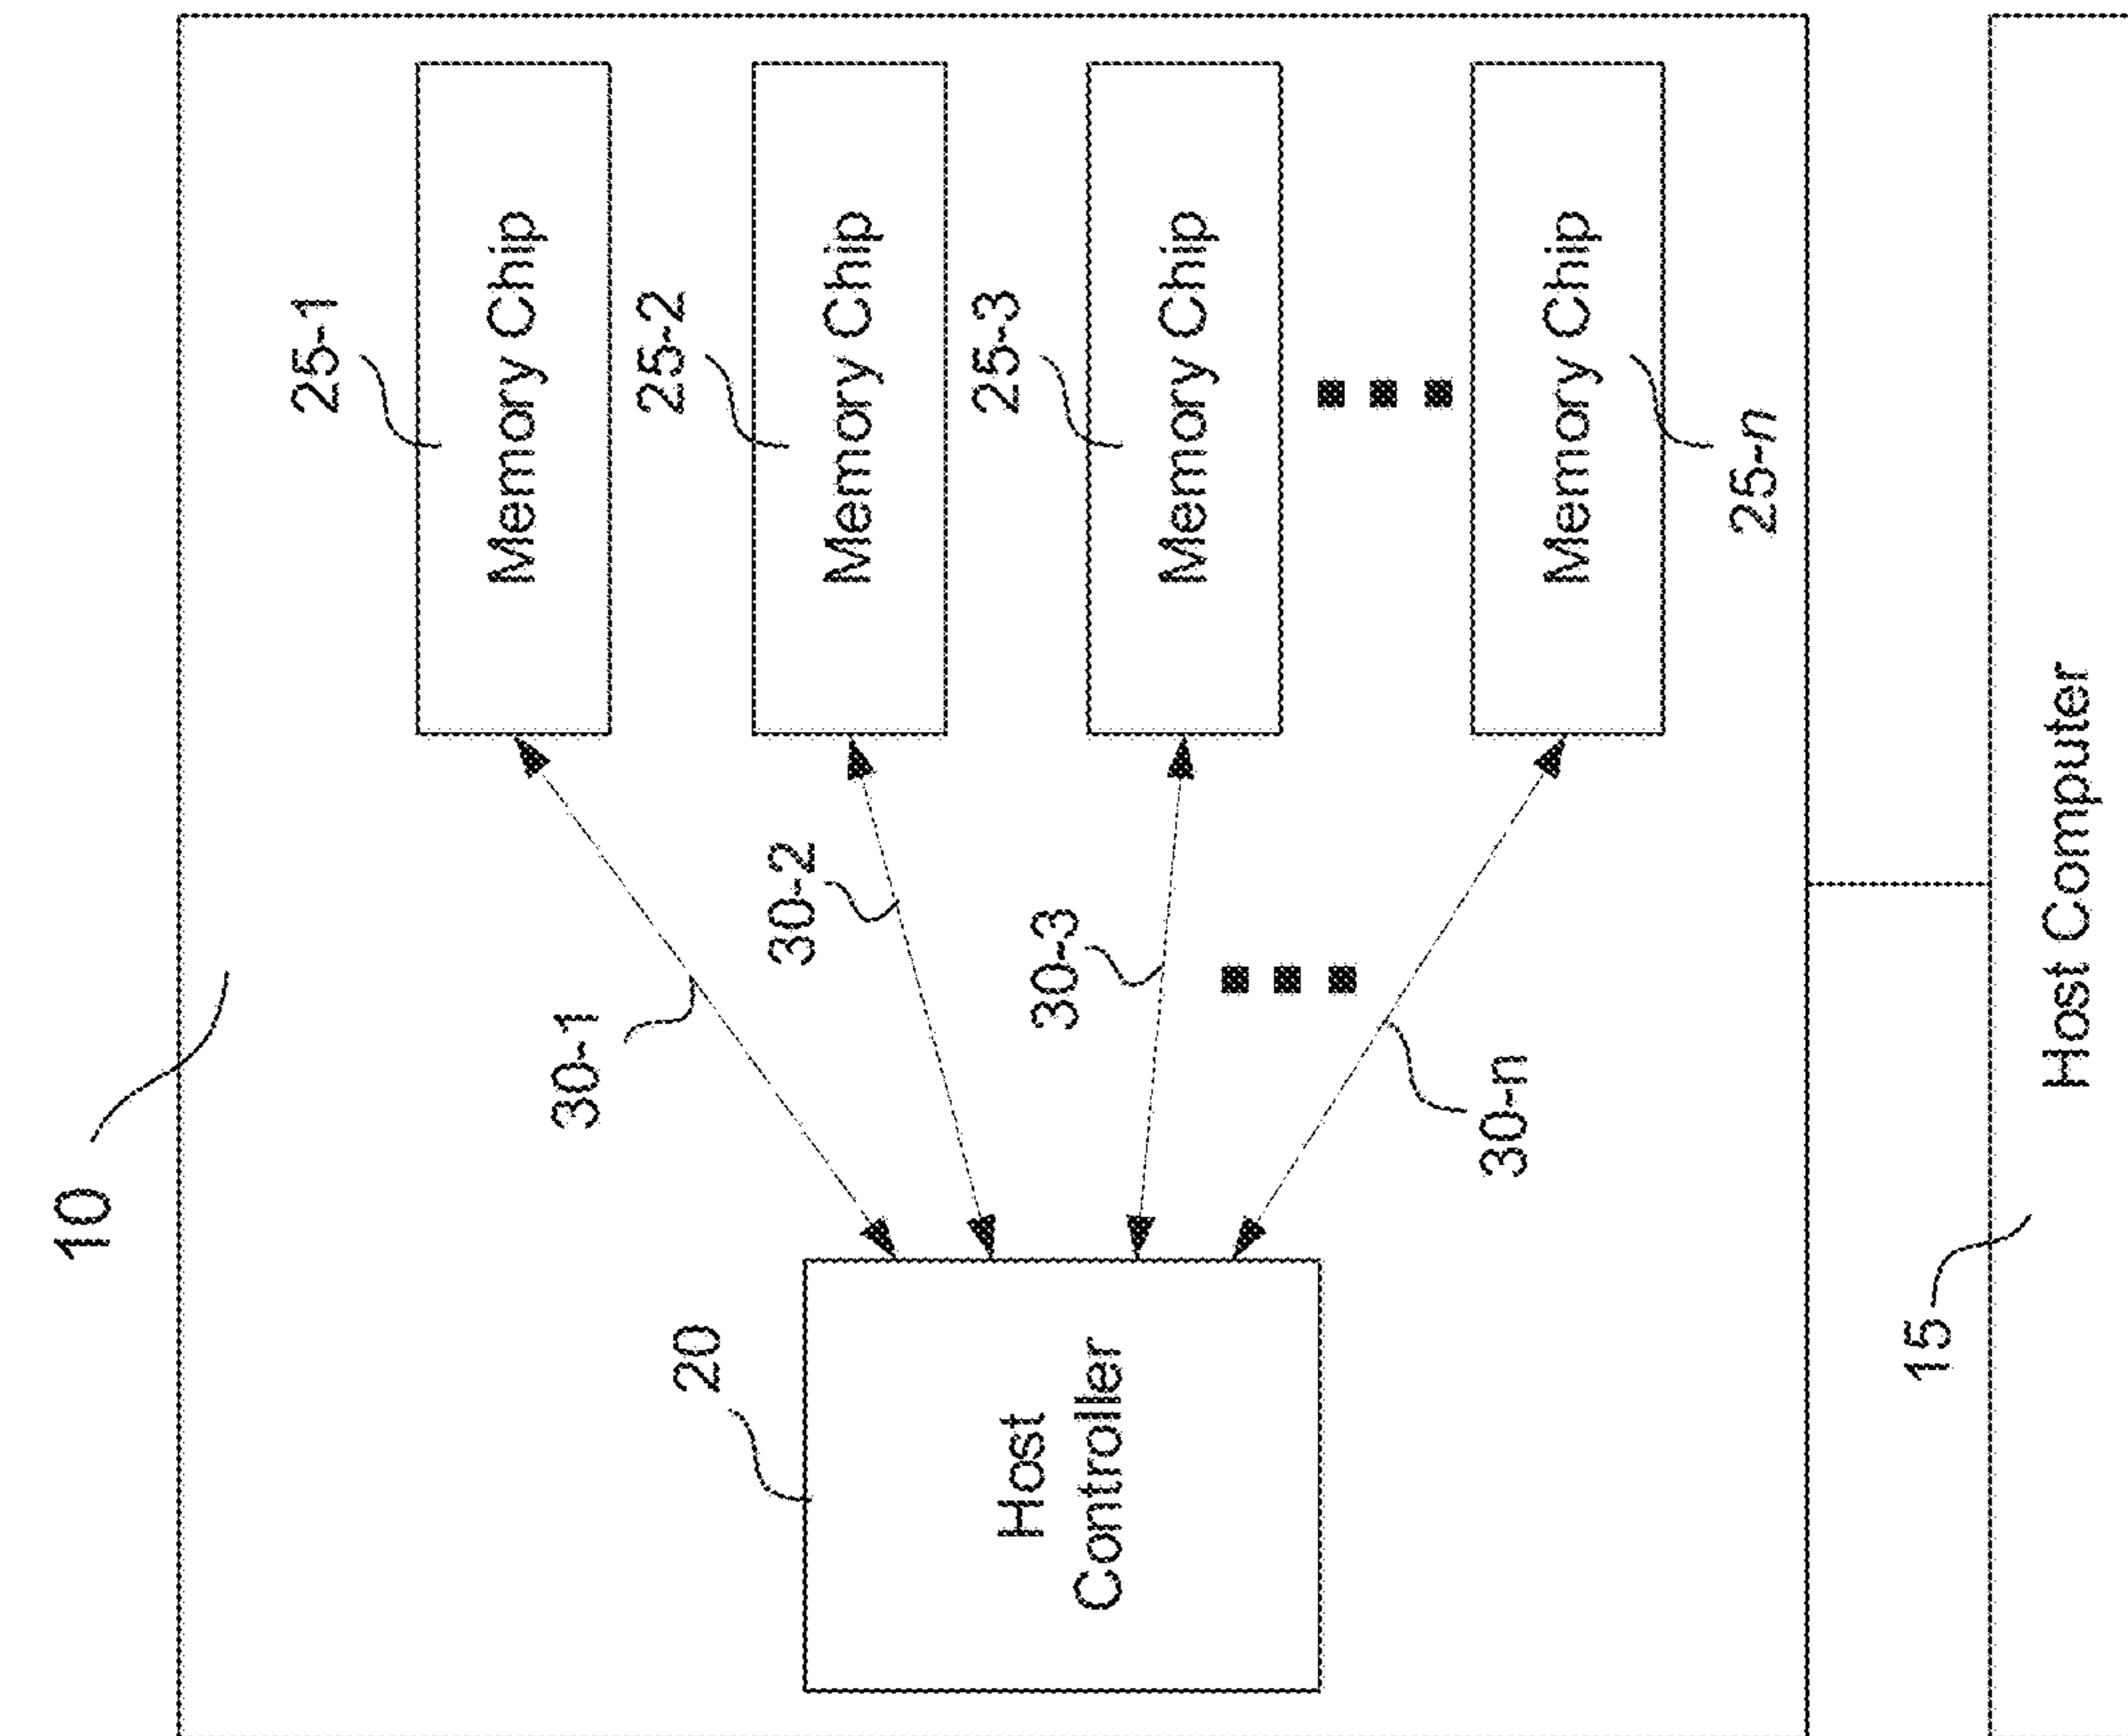 10
25-1
Memory Chip
30-1
25-2
Memory Chip
20
30-2
Host
Controller
25-3
Memory Chip
30-3
Memory Chip
30-n
25-n
15
Host Computer